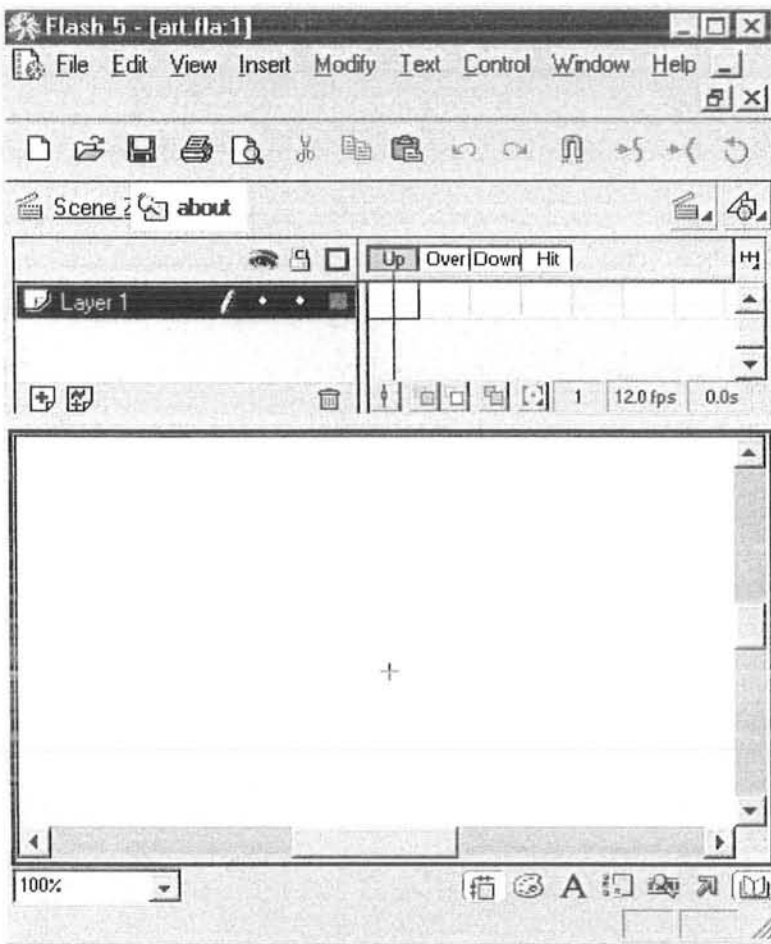 Flash 5 - [art.fla:1]
File Edit View Insert Modify Text Control Window Help
Scene 2 about
Up Over Down Hit
Layer 1
1 12.0 fps 0.0s
100%